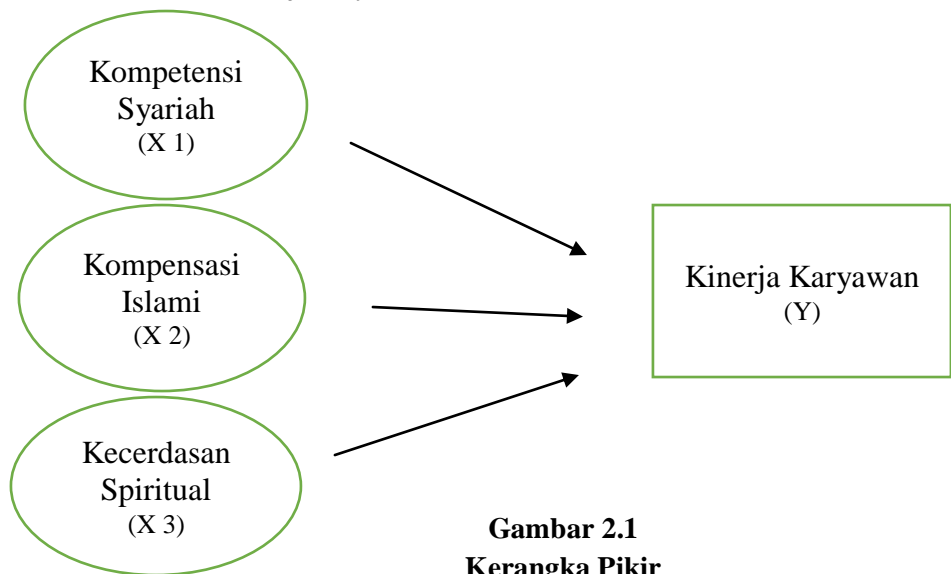 Kompetensi
Syariah
(X 1)
Kompensasi
Islami
(X 2)
Kecerdasan
Spiritual
(X 3)
Kinerja Karyawan
(Y)
Gambar 2.1
Kerangka Pikir